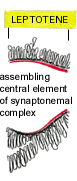 LEPTOTENE
assembling
central element
of synaptonemal
complex